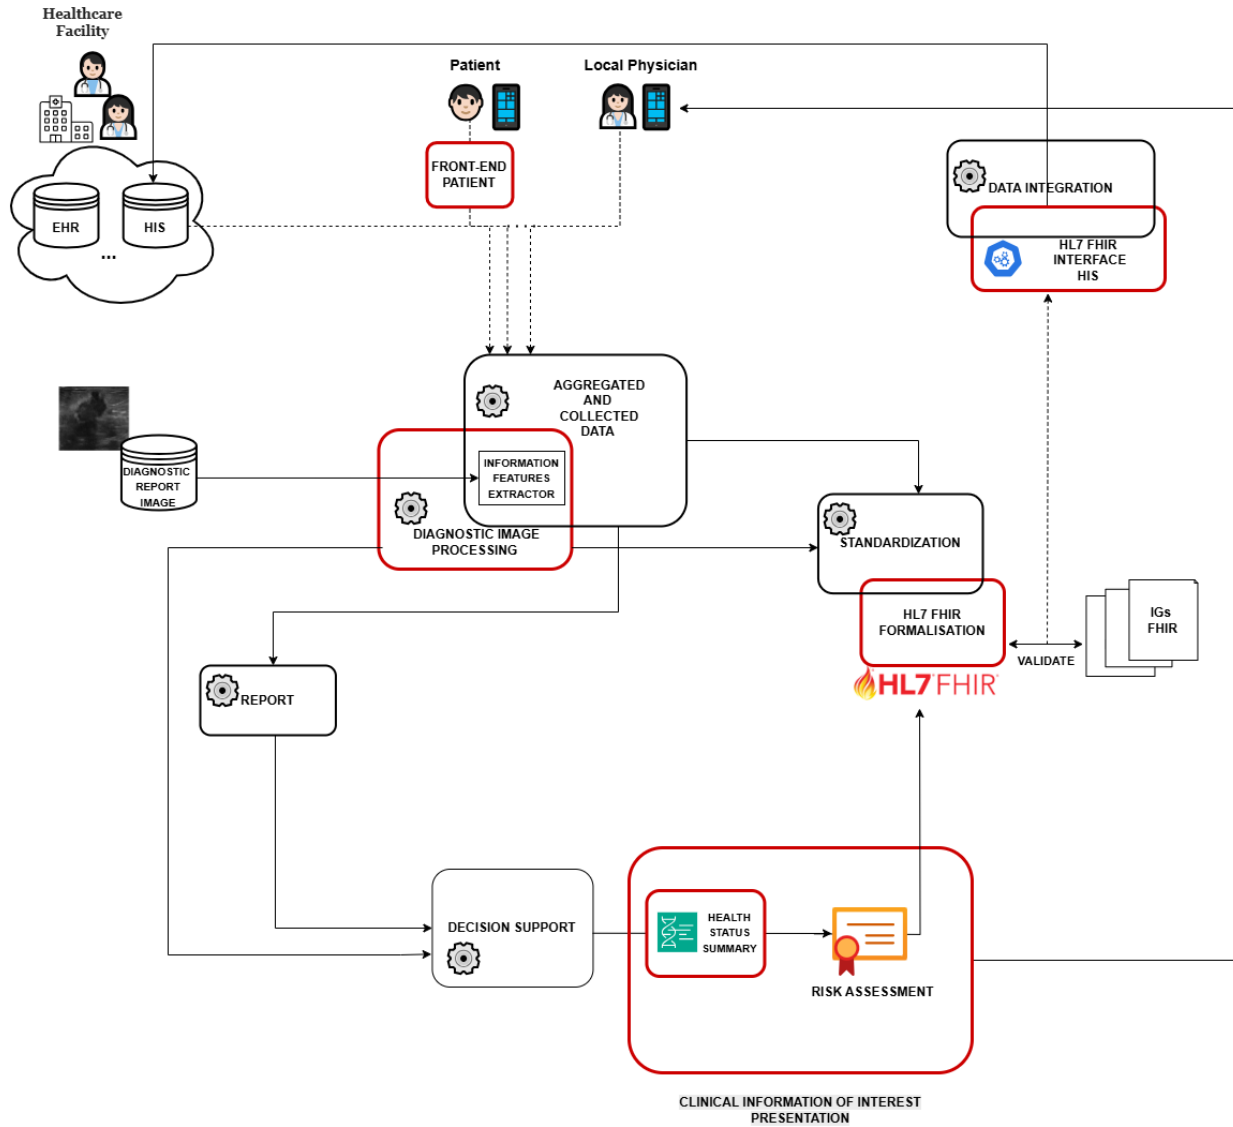 Healthcare
Facility
Patient
Local Physician
FRONT-END
PATIENT
EHR
HIS
...
DATA INTEGRATION
HL7 FHIR
INTERFACE
HIS
AGGREGATED
AND
COLLECTED
DATA
INFORMATION
FEATURES
EXTRACTOR
DIAGNOSTIC
REPORT
IMAGE
DIAGNOSTIC IMAGE
PROCESSING
STANDARDIZATION
HL7 FHIR
FORMALISATION
VALIDATE
IGs
FHIR
HL7 FHIR
REPORT
DECISION SUPPORT
HEALTH
STATUS
SUMMARY
RISK ASSESSMENT
CLINICAL INFORMATION OF INTEREST
PRESENTATION